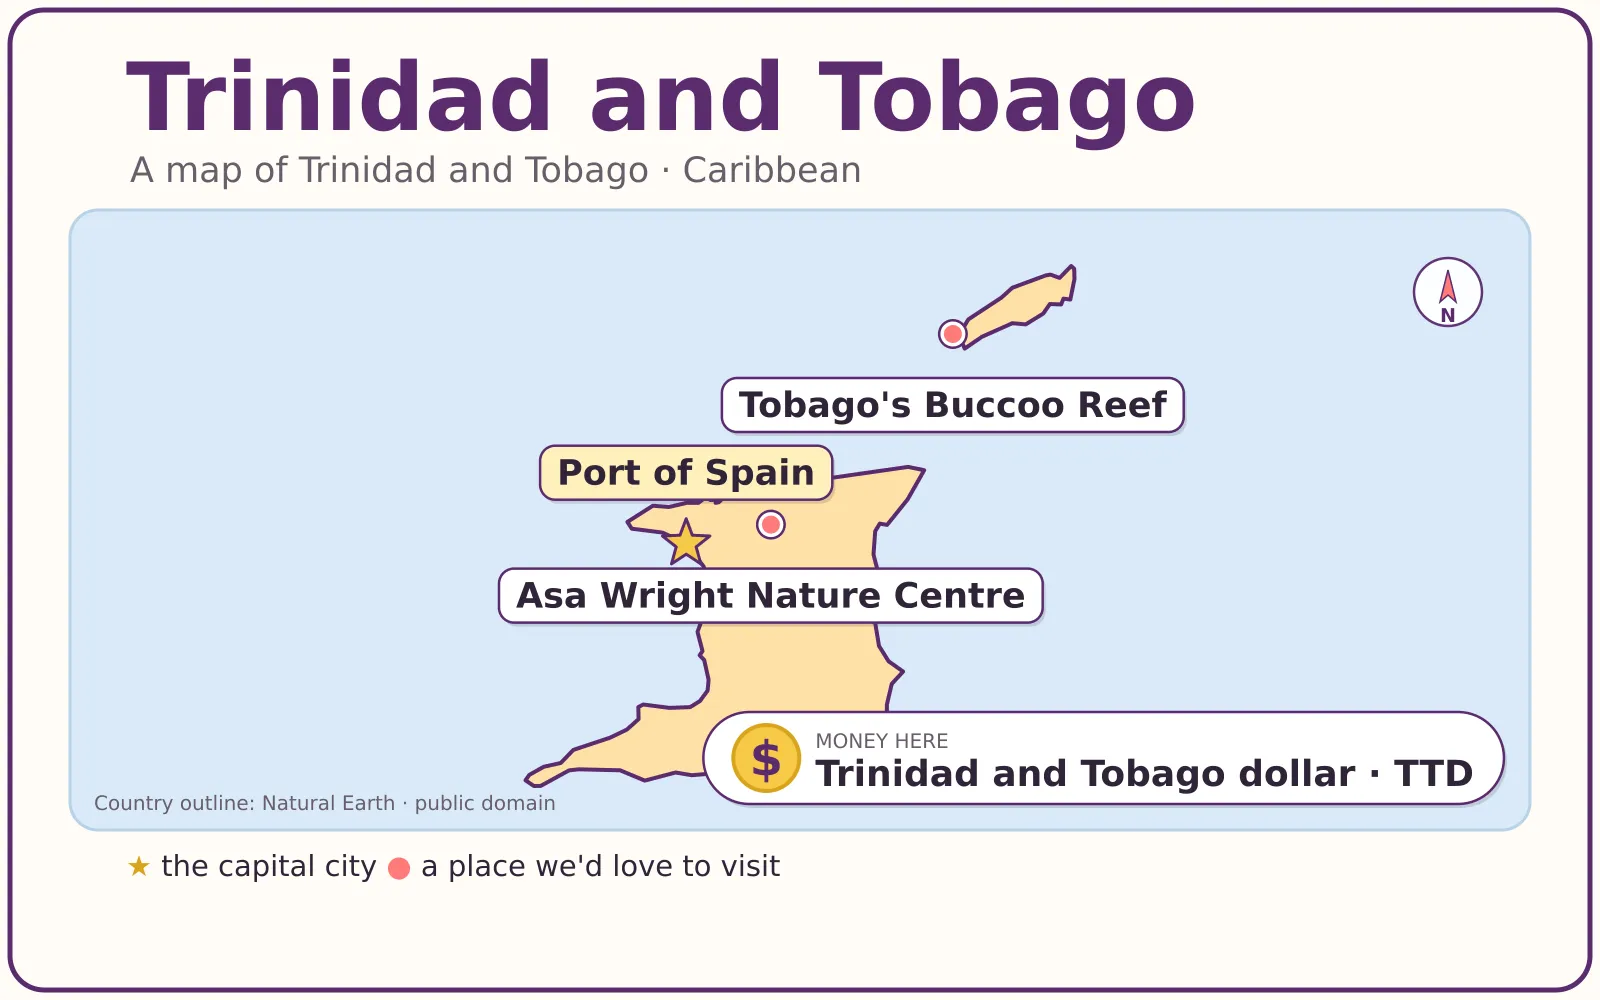 Trinidad and Tobago
A map of Trinidad and Tobago · Caribbean
N
Tobago's Buccoo Reef
Port of Spain
Asa Wright Nature Centre
$
MONEY HERE
Trinidad and Tobago dollar · TTD
Country outline: Natural Earth · public domain
★ the capital city ● a place we'd love to visit